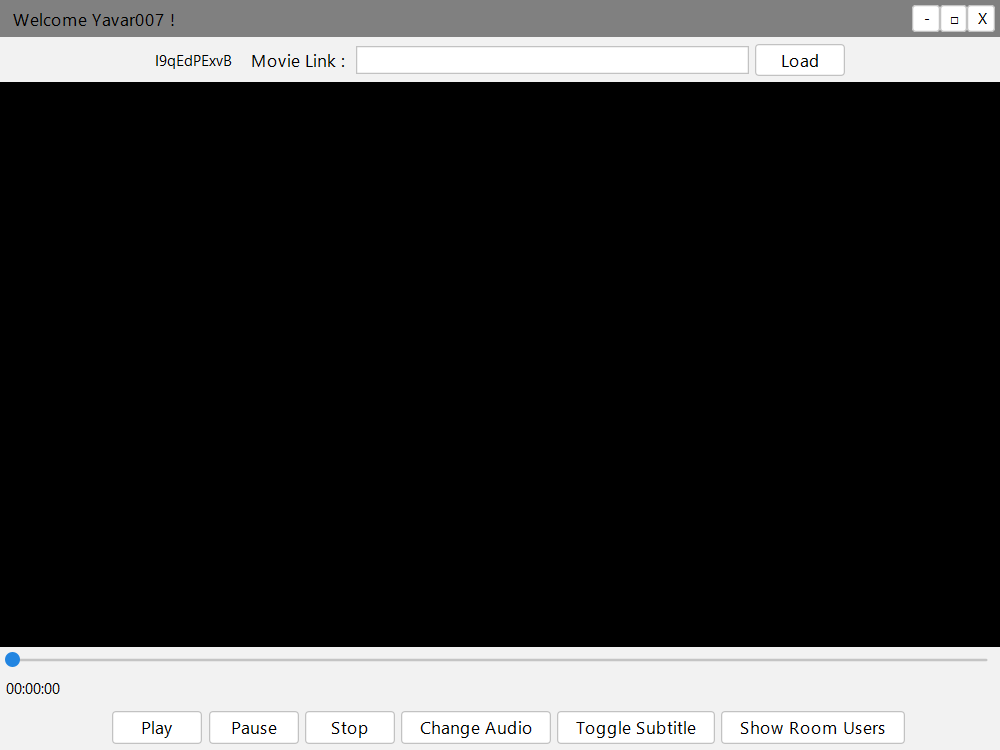 Welcome Yavar007 !
- □ X
I9qEdPExvB Movie Link : Load
00:00:00
Play Pause Stop Change Audio Toggle Subtitle Show Room Users